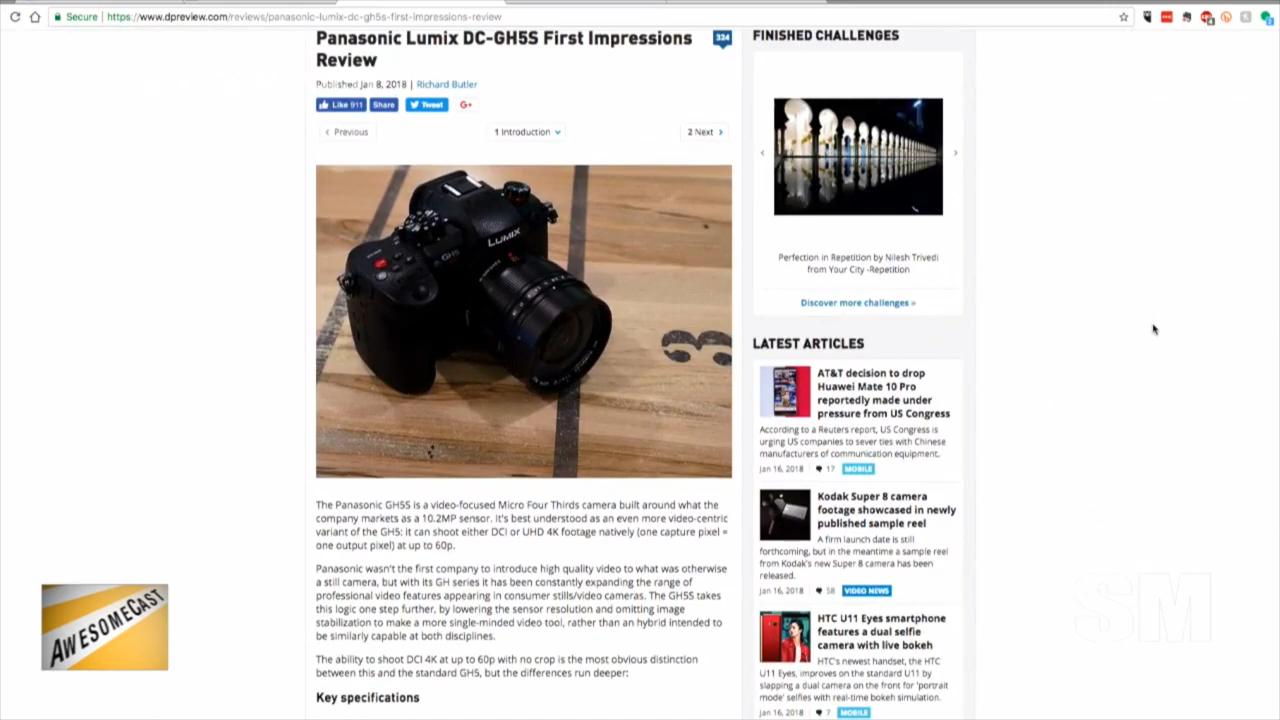 Secure
https://www.dpreview.com/reviews/panasonic-lumix-dc-gh5s-first-impressions-review
Panasonic Lumix DC-GH5S First Impressions
Review
324
Published Jan 8, 2018 | Richard Butler
Like 911
Share
Tweet
G+
Previous
1 Introduction
2 Next
LUMIX
GH5
3
The Panasonic GH5S is a video-focused Micro Four Thirds camera built around what the
company markets as a 10.2MP sensor. It's best understood as an even more video-centric
variant of the GH5: it can shoot either DCI or UHD 4K footage natively (one capture pixel =
one output pixel) at up to 60p.
Panasonic wasn't the first company to introduce high quality video to what was otherwise
a still camera, but with its GH series it has been constantly expanding the range of
professional video features appearing in consumer stills/video cameras. The GH5S takes
this logic one step further, by lowering the sensor resolution and omitting image
stabilization to make a more single-minded video tool, rather than an hybrid intended to
be similarly capable at both disciplines.
The ability to shoot DCI 4K at up to 60p with no crop is the most obvious distinction
between this and the standard GH5, but the differences run deeper:
Key specifications
FINISHED CHALLENGES
Perfection in Repetition by Nilesh Trivedi
from Your City -Repetition
Discover more challenges »
LATEST ARTICLES
AT&T decision to drop
Huawei Mate 10 Pro
reportedly made under
pressure from US Congress
According to a Reuters report, US Congress is
urging US companies to sever ties with Chinese
manufacturers of communication equipment.
Jan 16, 2018
17
MOBILE
Kodak Super 8 camera
footage showcased in newly
published sample reel
A firm launch date is still
forthcoming, but in the meantime a sample reel
from Kodak's new Super 8 camera has been
released.
Jan 16, 2018
58
VIDEO NEWS
HTC U11 Eyes smartphone
features a dual selfie
camera with live bokeh
HTC's newest handset, the HTC
U11 Eyes, improves on the standard U11 by
slapping a dual camera on the front for 'portrait
mode' selfies with real-time bokeh simulation.
Jan 16, 2018
7
MOBILE
AWESOMECAST
SM